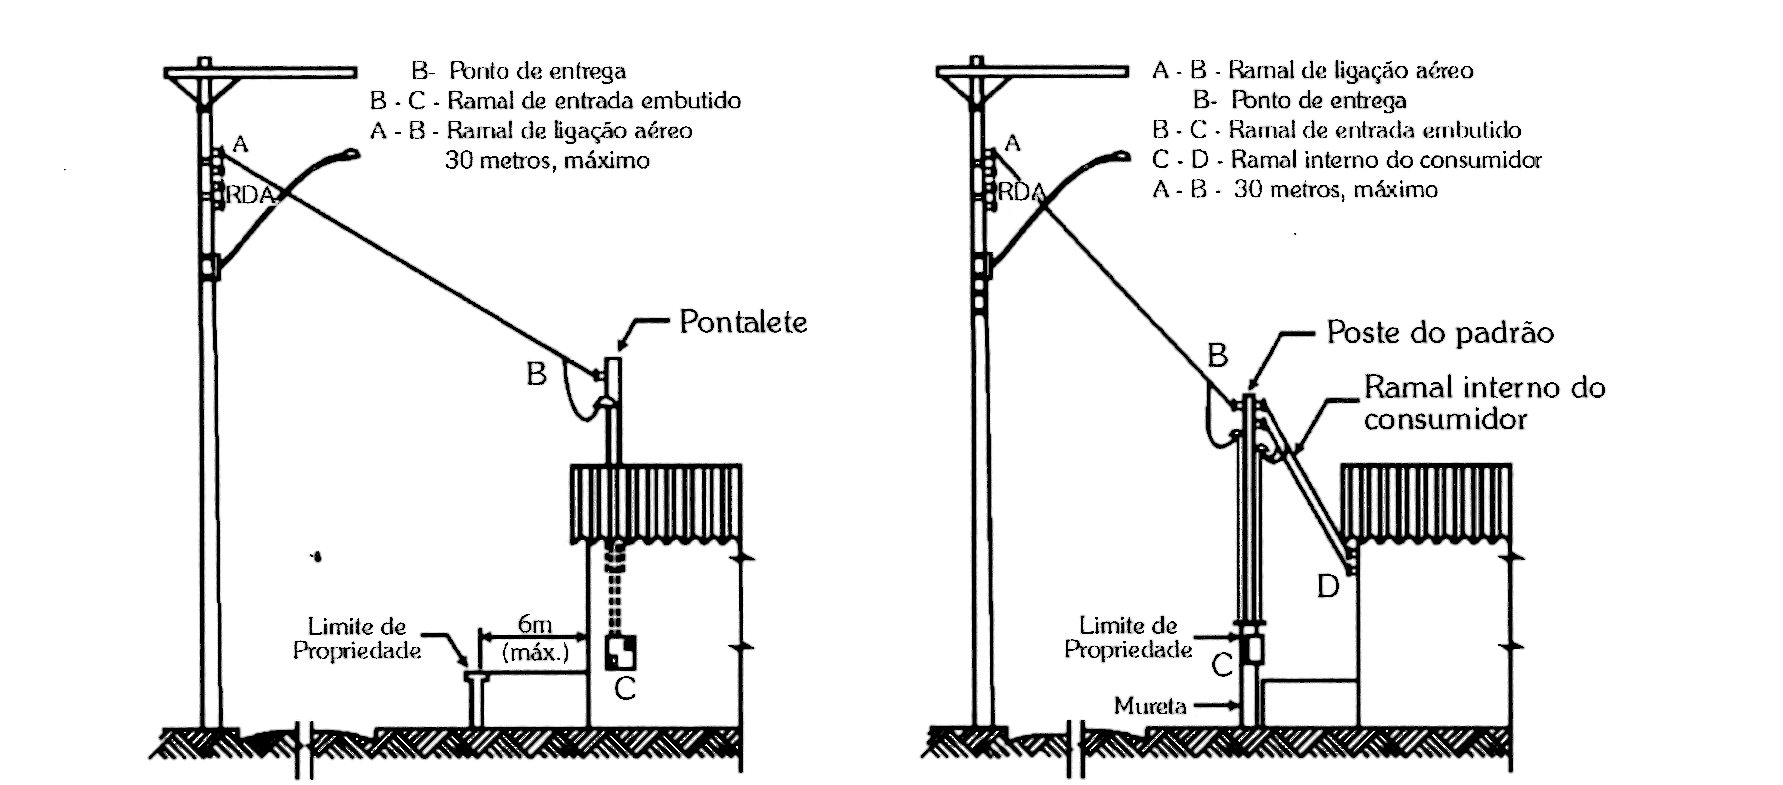 B- Ponto de entrega
B - C - Ramal de entrada embutido
A - B - Ramal de ligação aéreo
30 metros, máximo
A
RDA
Pontalete
B
Limite de
Propriedade
6m
(máx.)
C
A - B - Ramal de ligação aéreo
B- Ponto de entrega
B - C - Ramal de entrada embutido
C - D - Ramal interno do consumidor
A - B - 30 metros, máximo
A
RDA
B
Poste do padrão
Ramal interno do
consumidor
D
Limite de
Propriedade
C
Mureta